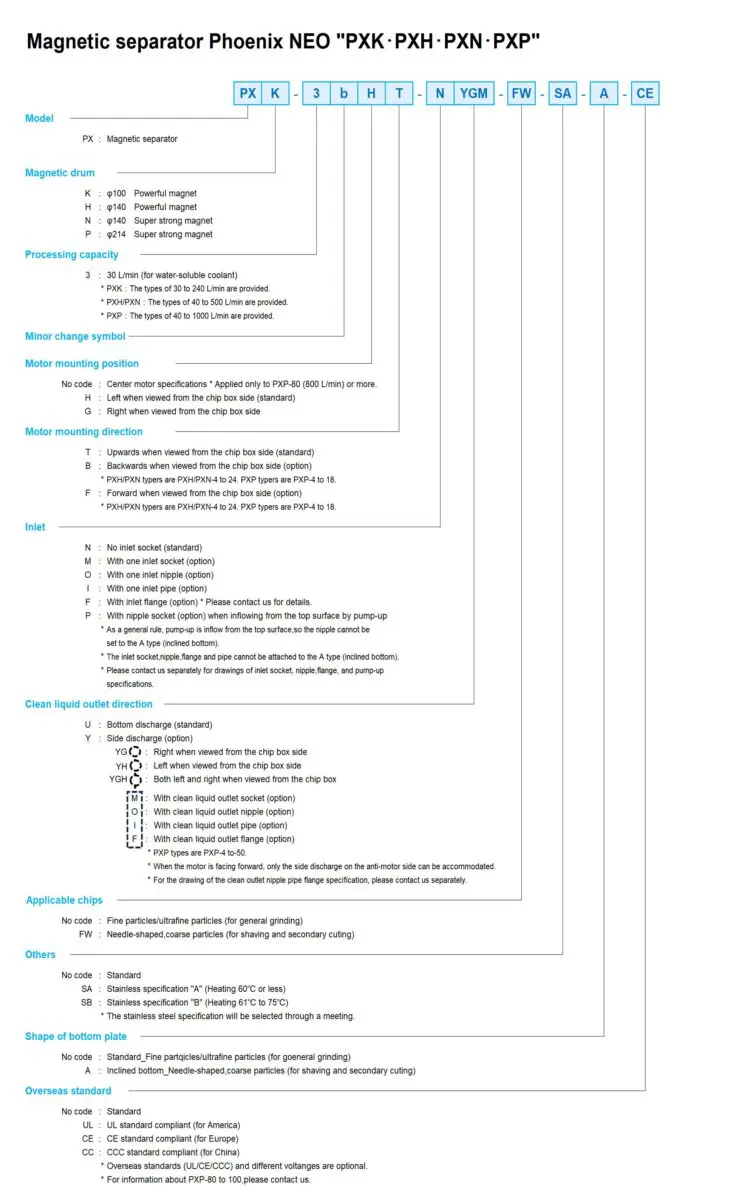 Magnetic separator Phoenix NEO "PXK･PXH･PXN･PXP"
PX K - 3 b H T - N YGM - FW - SA - A - CE
Model
PX : Magnetic separator
Magnetic drum
K : φ100 Powerful magnet
H : φ140 Powerful magnet
N : φ140 Super strong magnet
P : φ214 Super strong magnet
Processing capacity
3 : 30 L/min (for water-soluble coolant)
* PXK : The types of 30 to 240 L/min are provided.
* PXH/PXN : The types of 40 to 500 L/min are provided.
* PXP : The types of 40 to 1000 L/min are provided.
Minor change symbol
Motor mounting position
No code : Center motor specifications * Applied only to PXP-80 (800 L/min) or more.
H : Left when viewed from the chip box side (standard)
G : Right when viewed from the chip box side
Motor mounting direction
T : Upwards when viewed from the chip box side (standard)
B : Backwards when viewed from the chip box side (option)
* PXH/PXN typers are PXH/PXN-4 to 24. PXP typers are PXP-4 to 18.
F : Forward when viewed from the chip box side (option)
* PXH/PXN typers are PXH/PXN-4 to 24. PXP typers are PXP-4 to 18.
Inlet
N : No inlet socket (standard)
M : With one inlet socket (option)
O : With one inlet nipple (option)
I : With one inlet pipe (option)
F : With inlet flange (option) * Please contact us for details.
P : With nipple socket (option) when inflowing from the top surface by pump-up
* As a general rule, pump-up is inflow from the top surface,so the nipple cannot be
set to the A type (inclined bottom).
* The inlet socket,nipple,flange and pipe cannot be attached to the A type (inclined bottom).
* Please contact us separately for drawings of inlet socket, nipple,flange, and pump-up
specifications.
Clean liquid outlet direction
U : Bottom discharge (standard)
Y : Side discharge (option)
YG : Right when viewed from the chip box side
YH : Left when viewed from the chip box side
YGH : Both left and right when viewed from the chip box
M : With clean liquid outlet socket (option)
O : With clean liquid outlet nipple (option)
I : With clean liquid outlet pipe (option)
F : With clean liquid outlet flange (option)
* PXP types are PXP-4 to-50.
* When the motor is facing forward, only the side discharge on the anti-motor side can be accommodated.
* For the drawing of the clean outlet nipple pipe flange specification, please contact us separately.
Applicable chips
No code : Fine particles/ultrafine particles (for general grinding)
FW : Needle-shaped,coarse particles (for shaving and secondary cuting)
Others
No code : Standard
SA : Stainless specification "A" (Heating 60℃ or less)
SB : Stainless specification "B" (Heating 61℃ to 75℃)
* The stainless steel specification will be selected through a meeting.
Shape of bottom plate
No code : Standard_Fine partqicles/ultrafine particles (for goeneral grinding)
A : Inclined bottom_Needle-shaped,coarse particles (for shaving and secondary cuting)
Overseas standard
No code : Standard
UL : UL standard compliant (for America)
CE : CE standard compliant (for Europe)
CC : CCC standard compliant (for China)
* Overseas standards (UL/CE/CCC) and different voltanges are optional.
* For information about PXP-80 to 100,please contact us.